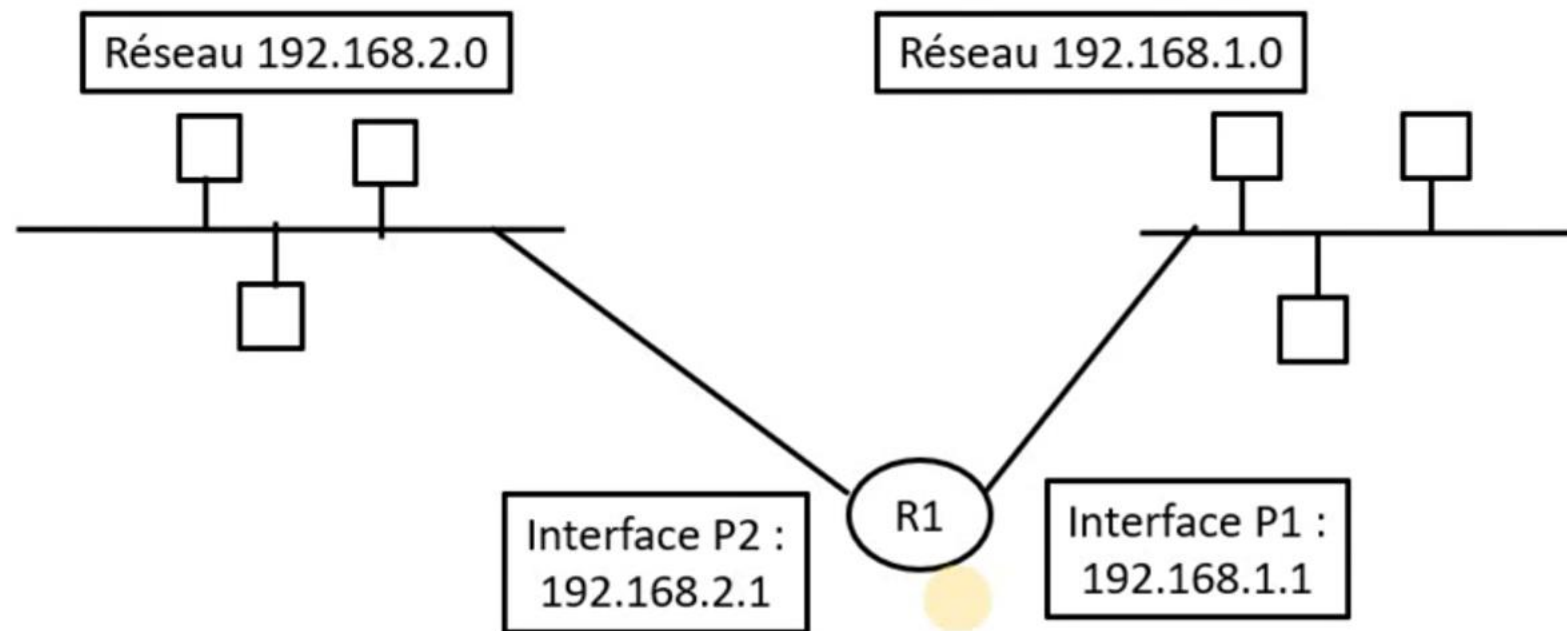 Réseau 192.168.2.0
Réseau 192.168.1.0
Interface P2 :
192.168.2.1
R1
Interface P1 :
192.168.1.1